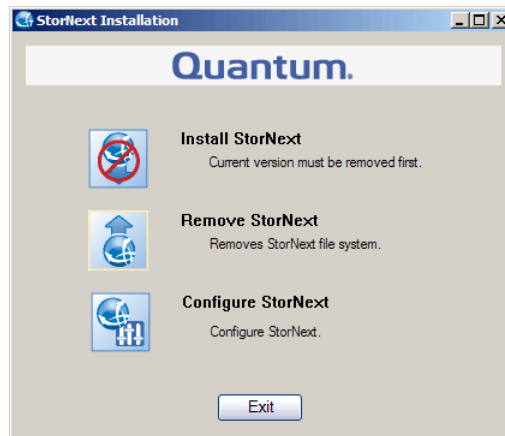 StorNext Installation
Quantum.
Install StorNext
Current version must be removed first.
Remove StorNext
Removes StorNext file system.
Configure StorNext
Configure StorNext.
Exit